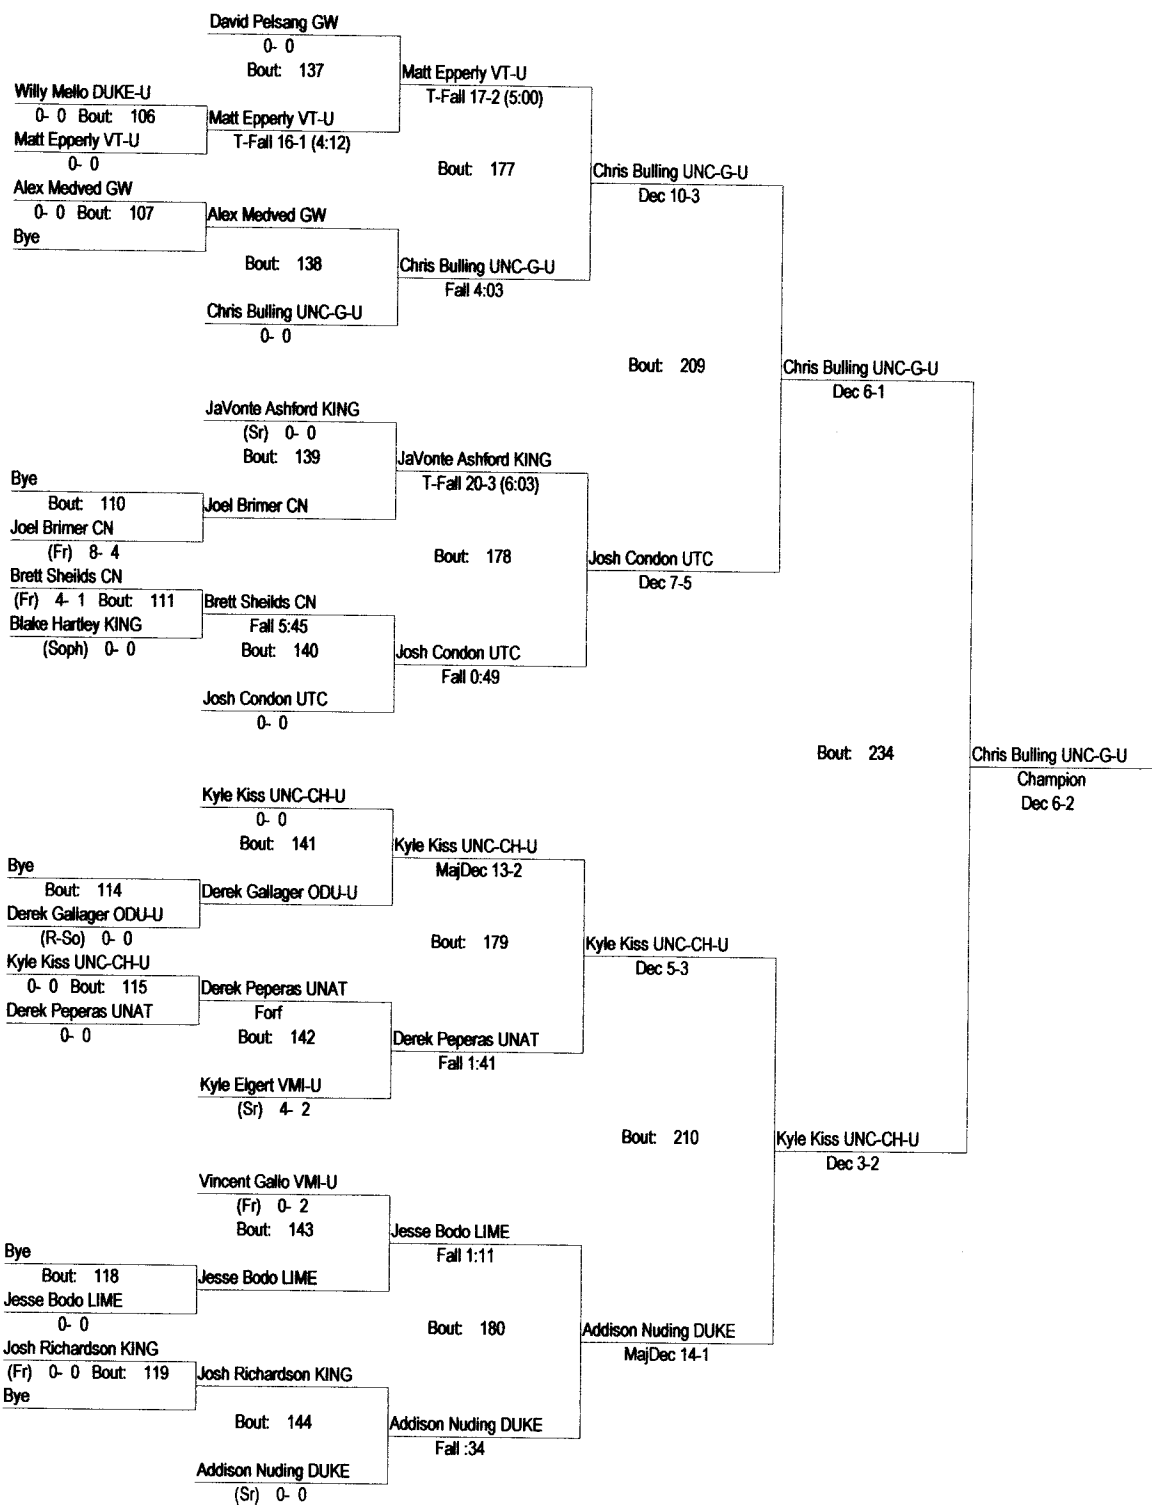 David Pelsang GW
0- 0
Bout: 137
Matt Epperly VT-U
T-Fall 17-2 (5:00)
Willy Mello DUKE-U
0- 0 Bout: 106
Matt Epperly VT-U
T-Fall 16-1 (4:12)
Matt Epperly VT-U
0- 0
Bout: 177
Chris Bulling UNC-G-U
Dec 10-3
Alex Medved GW
0- 0 Bout: 107
Alex Medved GW
Bye
Bout: 138
Chris Bulling UNC-G-U
Fall 4:03
Chris Bulling UNC-G-U
0- 0
Bout: 209
Chris Bulling UNC-G-U
Dec 6-1
JaVonte Ashford KING
(Sr) 0- 0
Bout: 139
JaVonte Ashford KING
T-Fall 20-3 (6:03)
Bye
Bout: 110
Joel Brimer CN
Joel Brimer CN
(Fr) 8- 4
Bout: 178
Josh Condon UTC
Dec 7-5
Brett Sheilds CN
(Fr) 4- 1 Bout: 111
Brett Sheilds CN
Fall 5:45
Blake Hartley KING
(Soph) 0- 0
Bout: 140
Josh Condon UTC
Fall 0:49
Josh Condon UTC
0- 0
Bout: 234
Chris Bulling UNC-G-U
Champion
Dec 6-2
Kyle Kiss UNC-CH-U
0- 0
Bout: 141
Kyle Kiss UNC-CH-U
MajDec 13-2
Bye
Bout: 114
Derek Gallager ODU-U
Derek Gallager ODU-U
(R-So) 0- 0
Bout: 179
Kyle Kiss UNC-CH-U
Dec 5-3
Kyle Kiss UNC-CH-U
0- 0 Bout: 115
Derek Peperas UNAT
Forf
Derek Peperas UNAT
0- 0
Bout: 142
Derek Peperas UNAT
Fall 1:41
Kyle Eigert VMI-U
(Sr) 4- 2
Bout: 210
Kyle Kiss UNC-CH-U
Dec 3-2
Vincent Gallo VMI-U
(Fr) 0- 2
Bout: 143
Jesse Bodo LIME
Fall 1:11
Bye
Bout: 118
Jesse Bodo LIME
Jesse Bodo LIME
0- 0
Bout: 180
Addison Nuding DUKE
MajDec 14-1
Josh Richardson KING
(Fr) 0- 0 Bout: 119
Josh Richardson KING
Bye
Bout: 144
Addison Nuding DUKE
Fall :34
Addison Nuding DUKE
(Sr) 0- 0